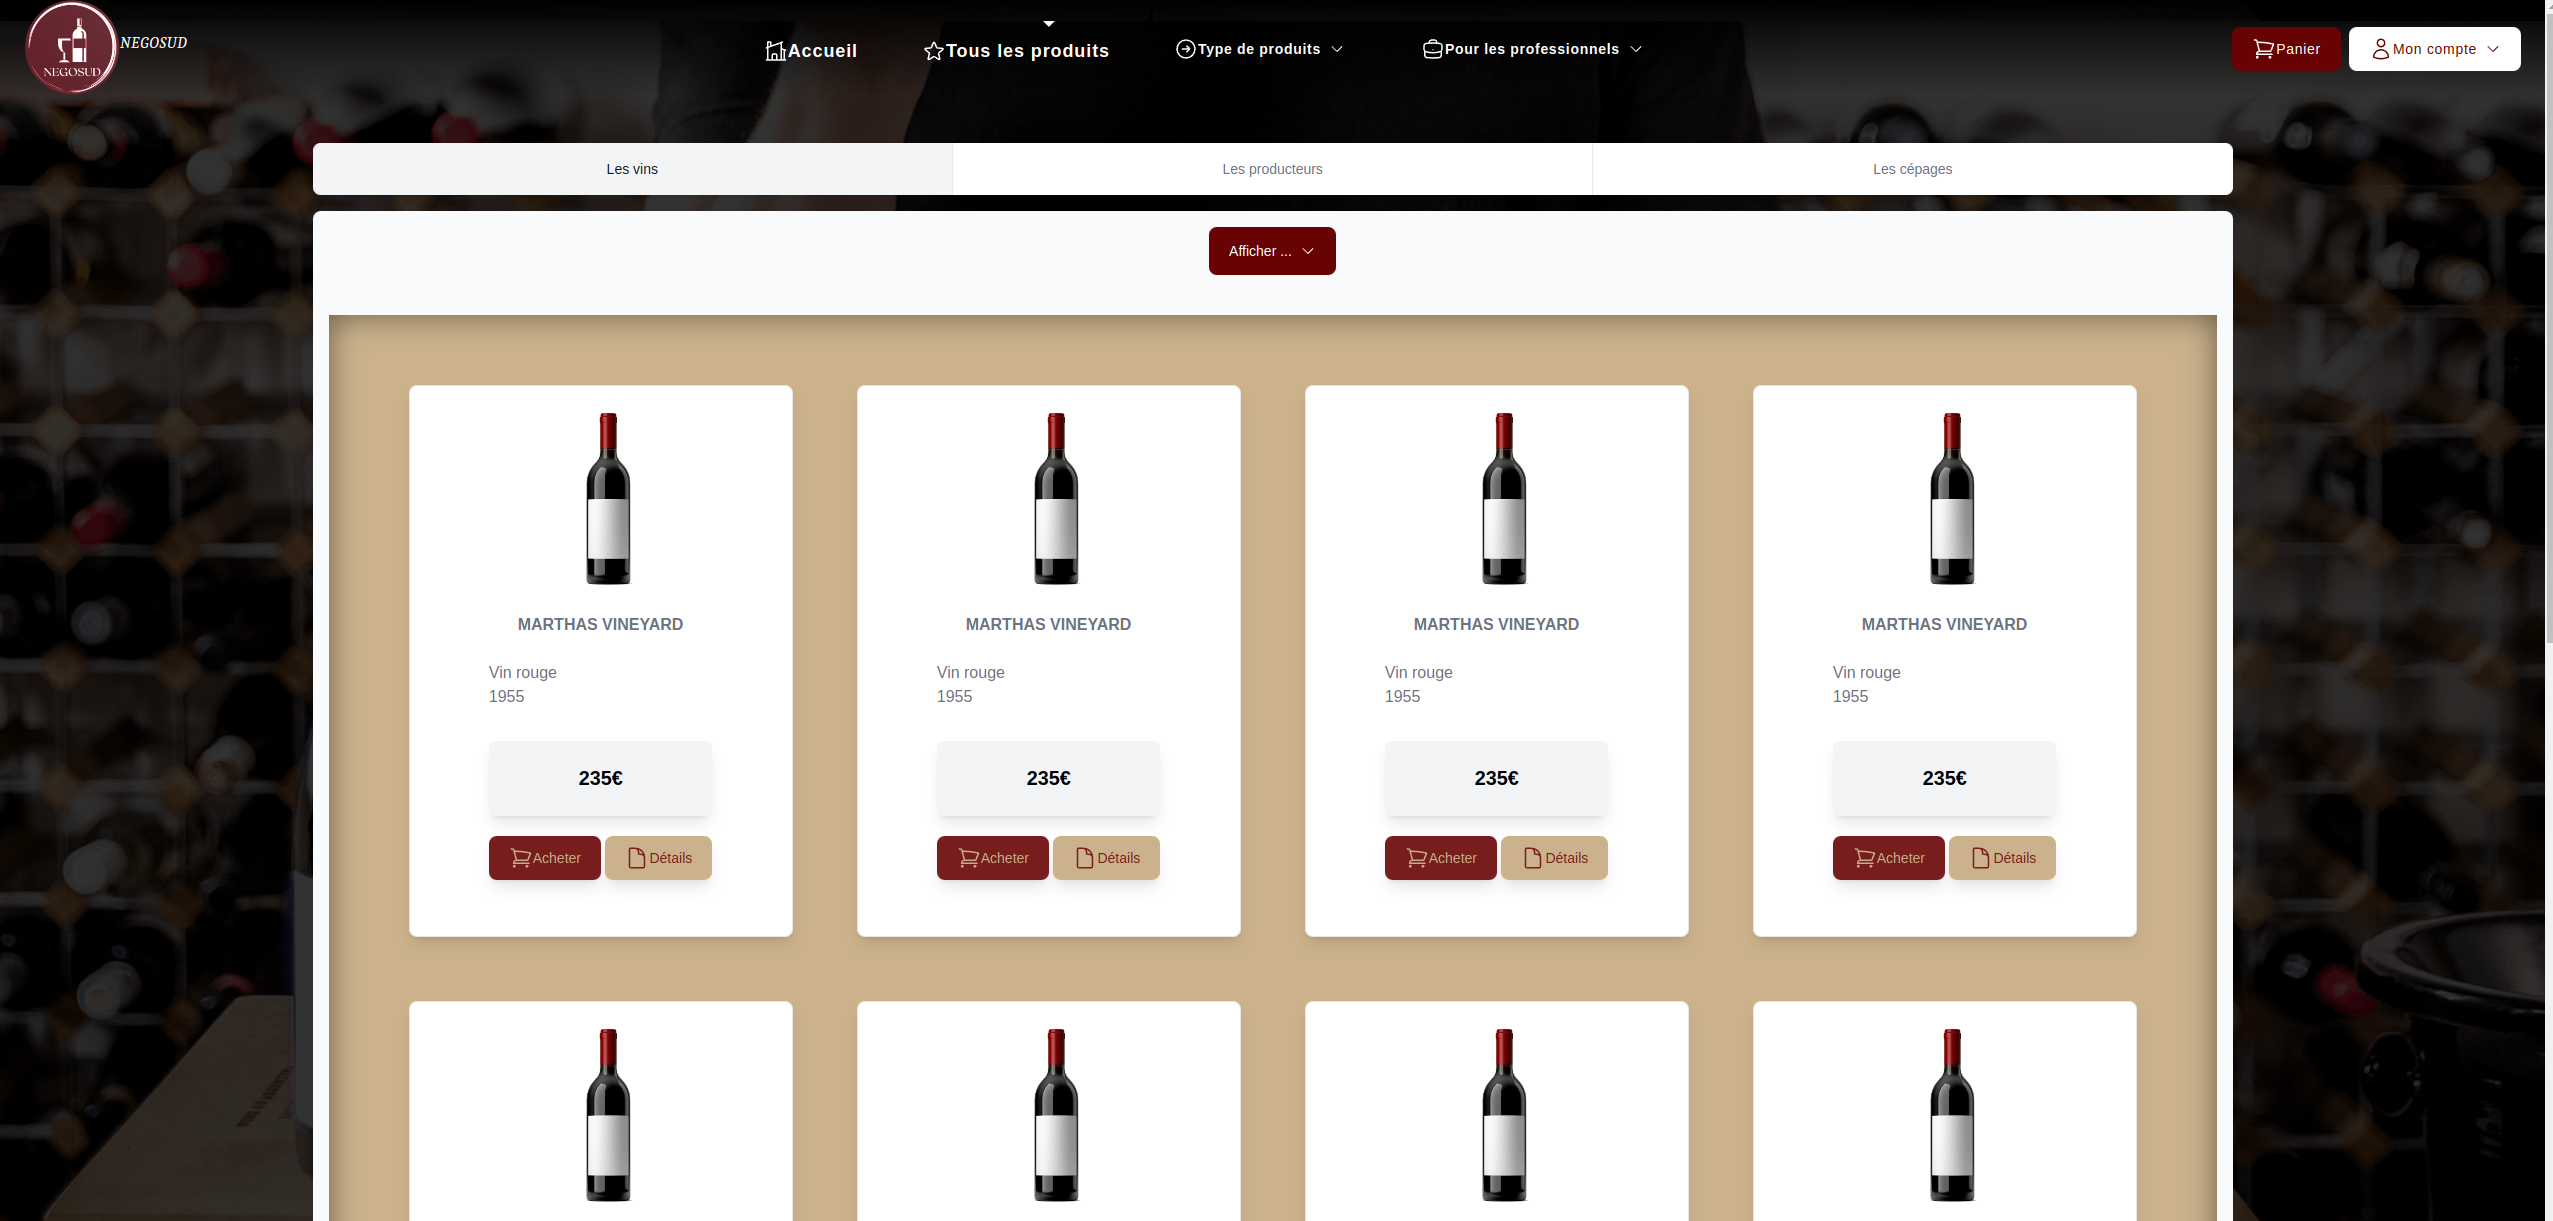 NEGOSUD
NEGOSUD
Accueil
Tous les produits
Type de produits
Pour les professionnels
Panier
Mon compte
Les vins
Les producteurs
Les cépages
Afficher ...
MARTHAS VINEYARD
Vin rouge
1955
235€
Acheter
Détails
MARTHAS VINEYARD
Vin rouge
1955
235€
Acheter
Détails
MARTHAS VINEYARD
Vin rouge
1955
235€
Acheter
Détails
MARTHAS VINEYARD
Vin rouge
1955
235€
Acheter
Détails